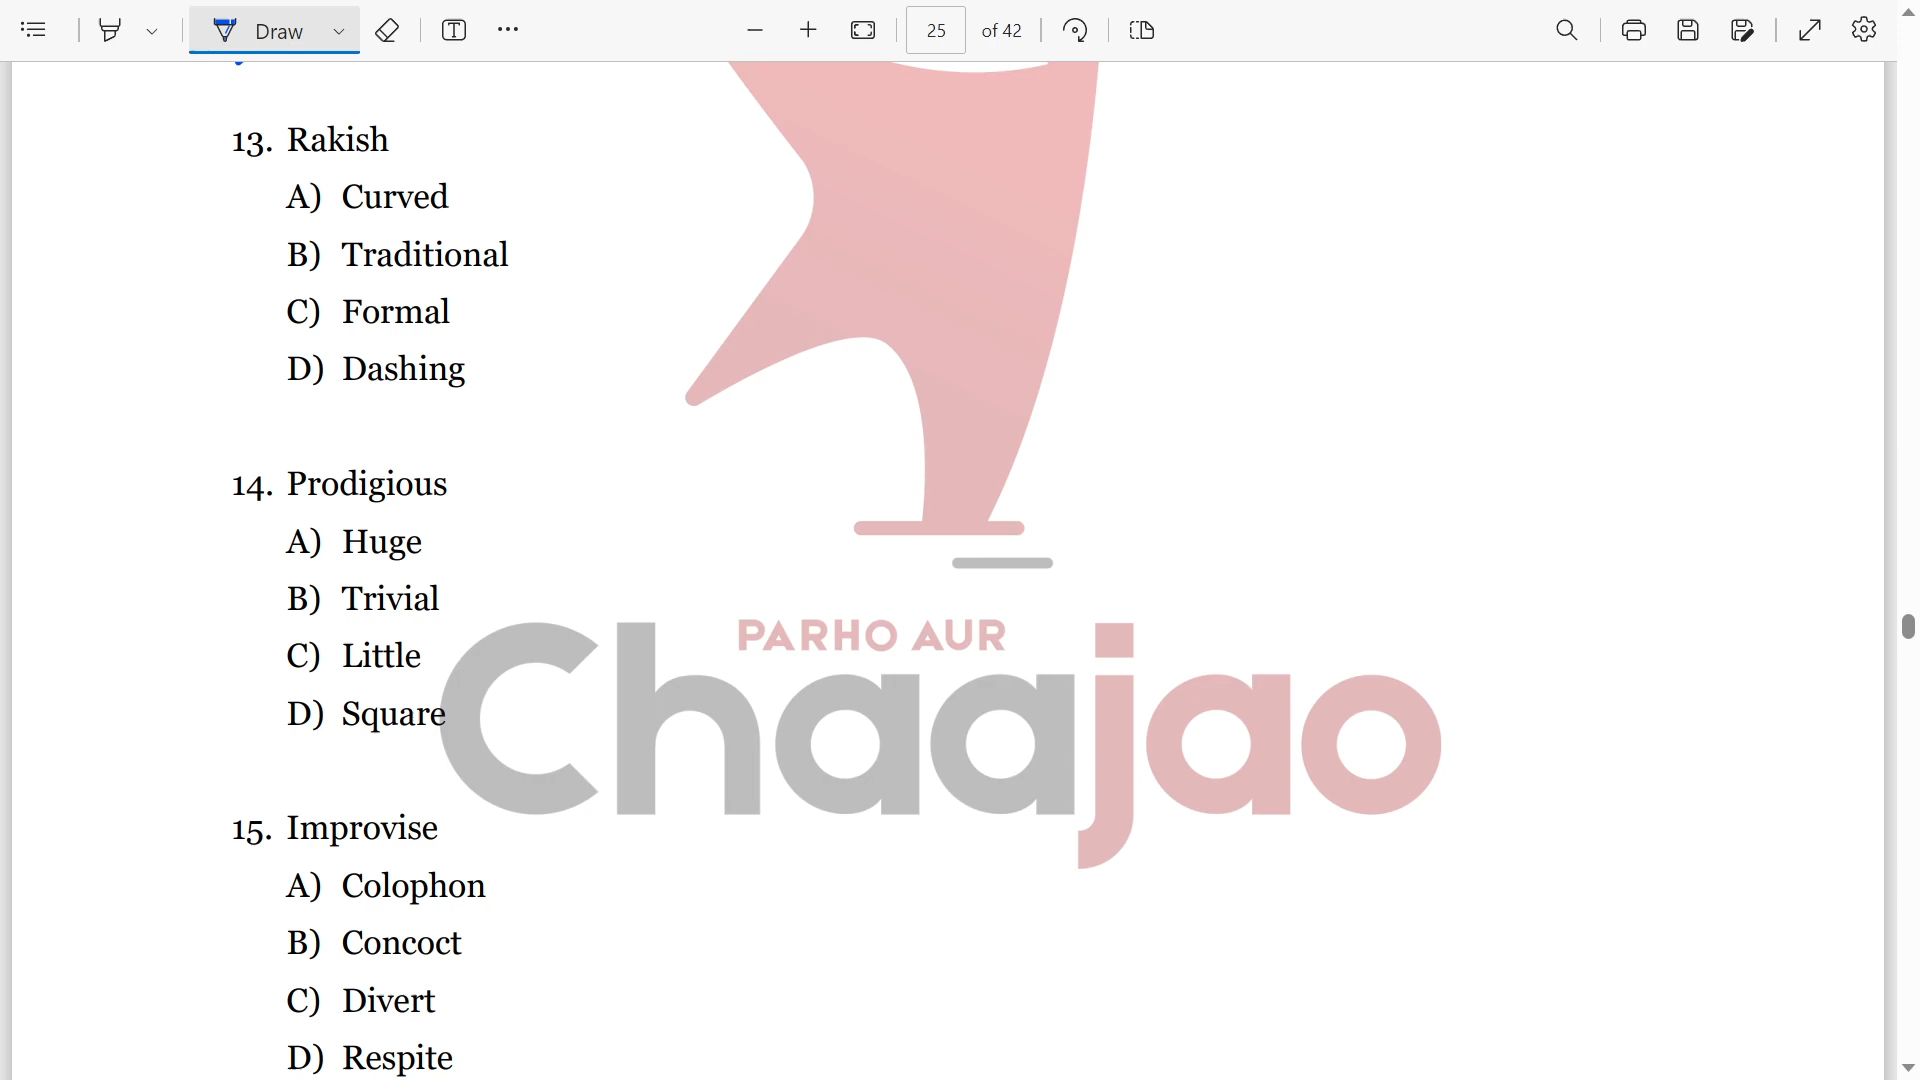 Draw
25 of 42
13. Rakish
A) Curved
B) Traditional
C) Formal
D) Dashing
14. Prodigious
A) Huge
B) Trivial
C) Little
D) Square
PARHO AUR
Chaajao
15. Improvise
A) Colophon
B) Concoct
C) Divert
D) Respite